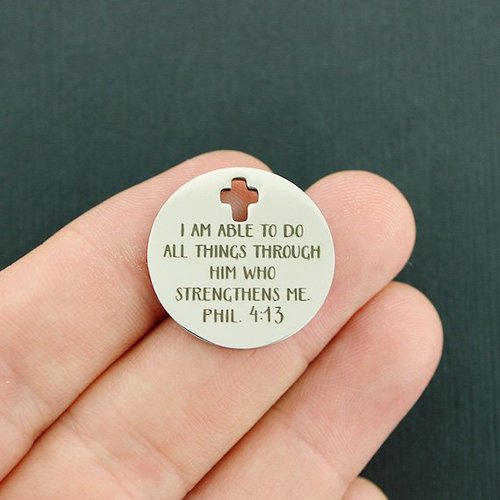 I AM ABLE TO DO
ALL THINGS THROUGH
HIM WHO
STRENGTHENS ME.
PHIL. 4:13